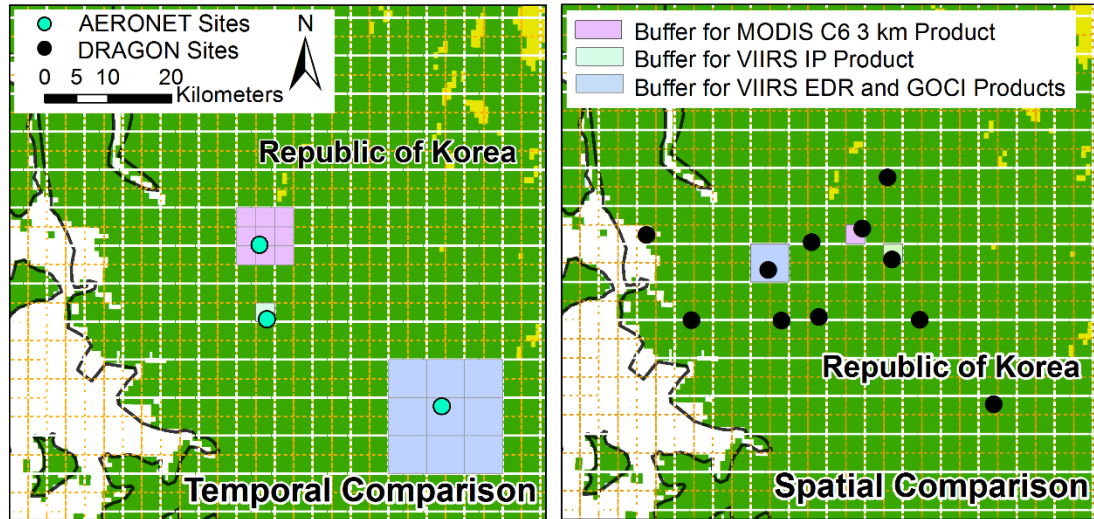 AERONET Sites
DRAGON Sites
N
0 5 10 20
Kilometers
Republic of Korea
Temporal Comparison
Buffer for MODIS C6 3 km Product
Buffer for VIIRS IP Product
Buffer for VIIRS EDR and GOCI Products
Republic of Korea
Spatial Comparison